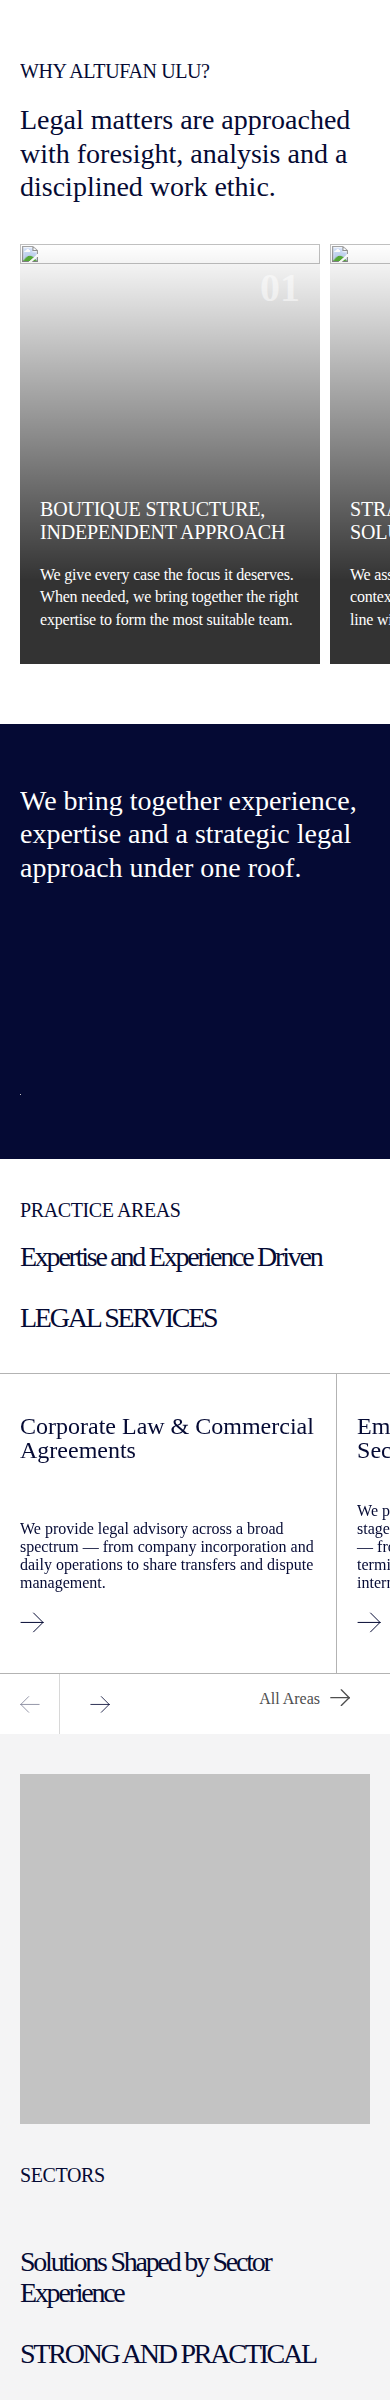 WHY ALTUFAN ULU?
Legal matters are approached
with foresight, analysis and a
disciplined work ethic.
01
BOUTIQUE STRUCTURE,
INDEPENDENT APPROACH
We give every case the focus it deserves.
When needed, we bring together the right
expertise to form the most suitable team.
We bring together experience,
expertise and a strategic legal
approach under one roof.
PRACTICE AREAS
Expertise and Experience Driven
LEGAL SERVICES
Corporate Law & Commercial
Agreements
We provide legal advisory across a broad
spectrum — from company incorporation and
daily operations to share transfers and dispute
management.
We p
All Areas
SECTORS
Solutions Shaped by Sector
Experience
STRONG AND PRACTICAL